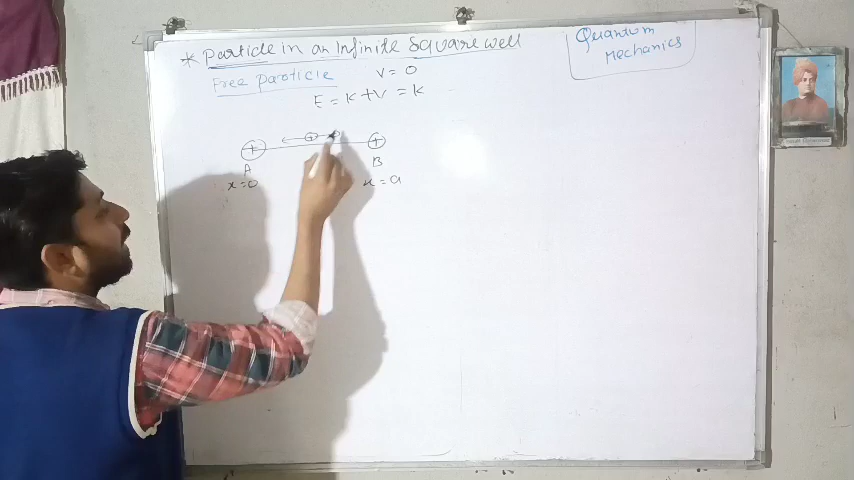 * Particle in an Infinite Square well
Quantum
Mechanics
Free particle
V = 0
E = K + V = K
A
B
x=0
x = a